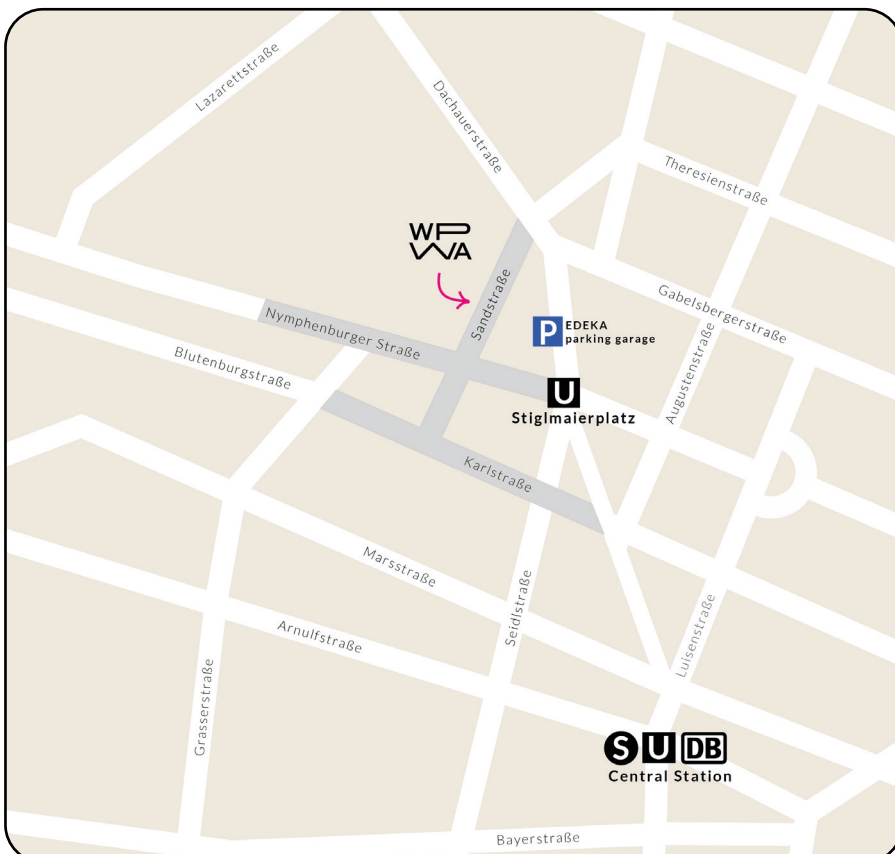 Lazarettstraße
Dachauerstraße
Theresienstraße
WP
WA
Sandstraße
Gabelsbergerstraße
Nymphenburger Straße
P EDEKA
parking garage
Blutenburgstraße
Augustenstraße
U
Stiglmaierplatz
Karlstraße
Marsstraße
Seidlstraße
Arnulfstraße
Luisenstraße
Grasserstraße
S U DB
Central Station
Bayerstraße